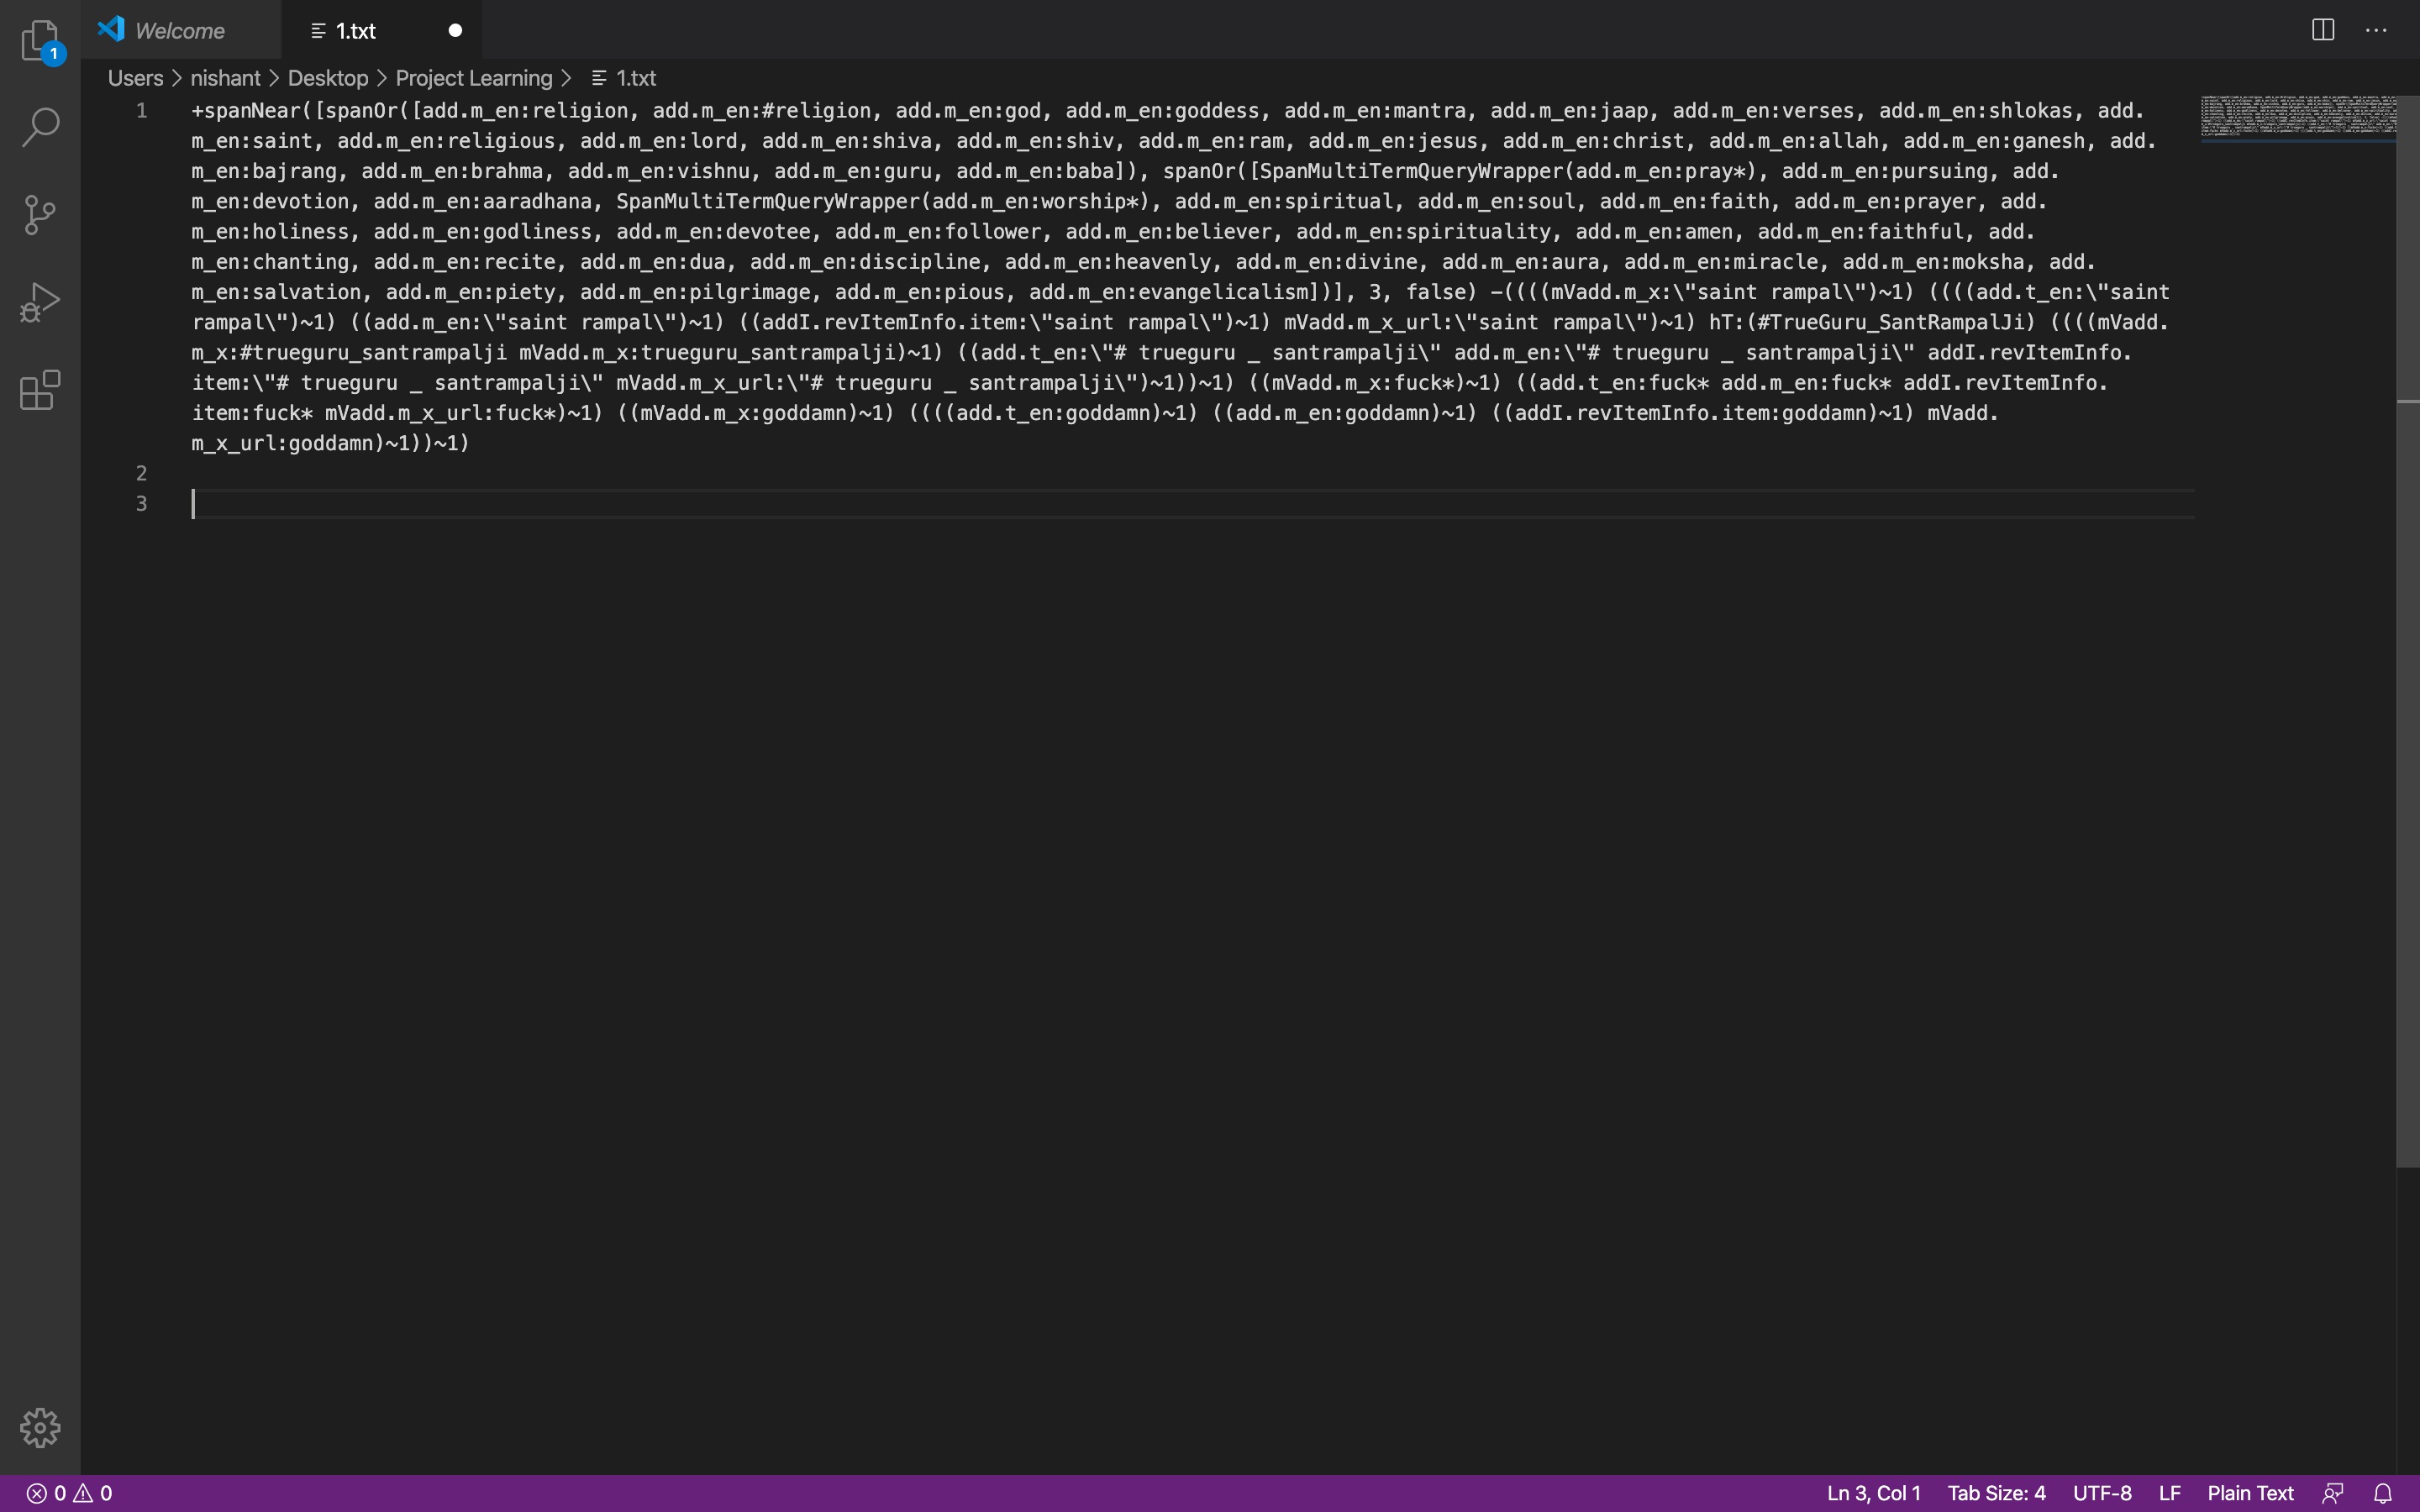 1
Welcome
1.txt
Users > nishant > Desktop > Project Learning > 1.txt
1 +spanNear([spanOr([add.m_en:religion, add.m_en:#religion, add.m_en:god, add.m_en:goddess, add.m_en:mantra, add.m_en:jaap, add.m_en:verses, add.m_en:shlokas, add.
m_en:saint, add.m_en:religious, add.m_en:lord, add.m_en:shiva, add.m_en:shiv, add.m_en:ram, add.m_en:jesus, add.m_en:christ, add.m_en:allah, add.m_en:ganesh, add.
m_en:bajrang, add.m_en:brahma, add.m_en:vishnu, add.m_en:guru, add.m_en:baba]), spanOr([SpanMultiTermQueryWrapper(add.m_en:pray*), add.m_en:pursuing, add.
m_en:devotion, add.m_en:aaradhana, SpanMultiTermQueryWrapper(add.m_en:worship*), add.m_en:spiritual, add.m_en:soul, add.m_en:faith, add.m_en:prayer, add.
m_en:holiness, add.m_en:godliness, add.m_en:devotee, add.m_en:follower, add.m_en:believer, add.m_en:spirituality, add.m_en:amen, add.m_en:faithful, add.
m_en:chanting, add.m_en:recite, add.m_en:dua, add.m_en:discipline, add.m_en:heavenly, add.m_en:divine, add.m_en:aura, add.m_en:miracle, add.m_en:moksha, add.
m_en:salvation, add.m_en:piety, add.m_en:pilgrimage, add.m_en:pious, add.m_en:evangelicalism])], 3, false) -((((mVadd.m_x:\"saint rampal\")~1) ((((add.t_en:\"saint
rampal\")~1) ((add.m_en:\"saint rampal\")~1) ((addI.revItemInfo.item:\"saint rampal\")~1) mVadd.m_x_url:\"saint rampal\")~1) hT:(#TrueGuru_SantRampalJi) ((((mVadd.
m_x:#trueguru_santrampalji mVadd.m_x:trueguru_santrampalji)~1) ((add.t_en:\"# trueguru _ santrampalji\" add.m_en:\"# trueguru _ santrampalji\" addI.revItemInfo.
item:\"# trueguru _ santrampalji\" mVadd.m_x_url:\"# trueguru _ santrampalji\")~1))~1) ((mVadd.m_x:fuck*)~1) ((add.t_en:fuck* add.m_en:fuck* addI.revItemInfo.
item:fuck* mVadd.m_x_url:fuck*)~1) ((mVadd.m_x:goddamn)~1) ((((add.t_en:goddamn)~1) ((add.m_en:goddamn)~1) ((addI.revItemInfo.item:goddamn)~1) mVadd.
m_x_url:goddamn)~1))~1)
2
3
0 0 Ln 3, Col 1 Tab Size: 4 UTF-8 LF Plain Text